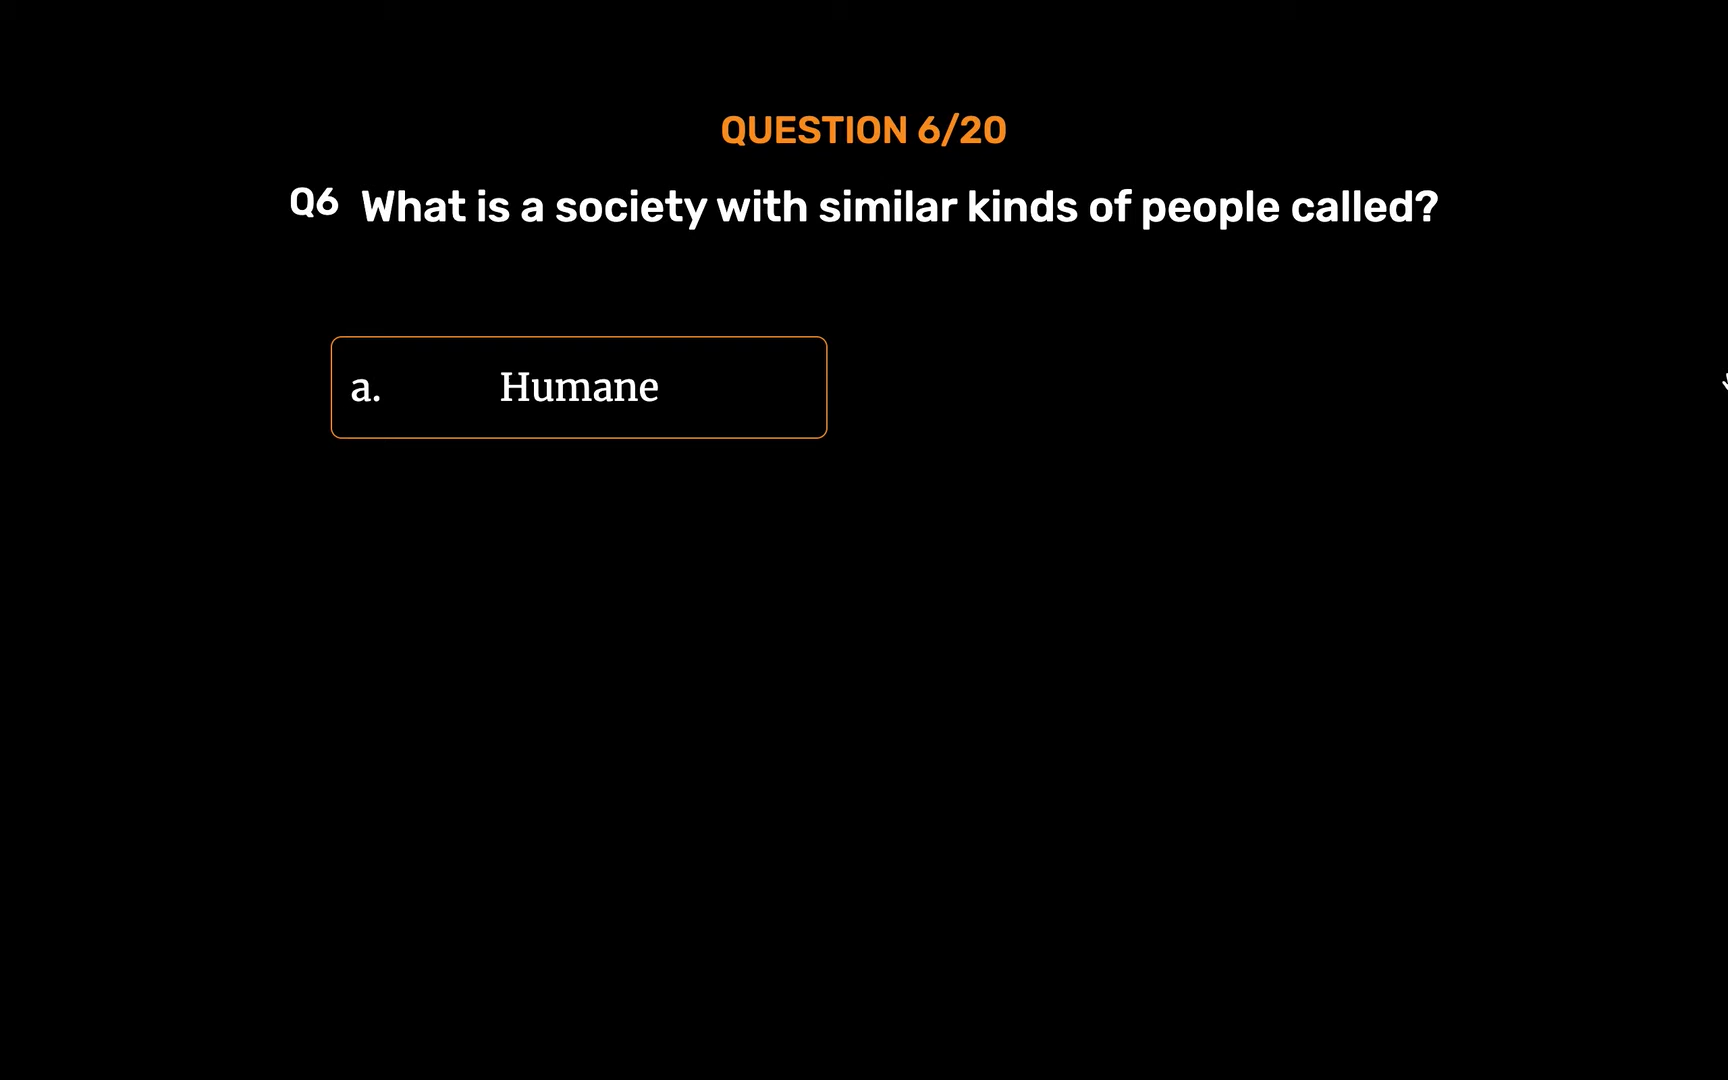 QUESTION 6/20
Q6 What is a society with similar kinds of people called?
a. Humane